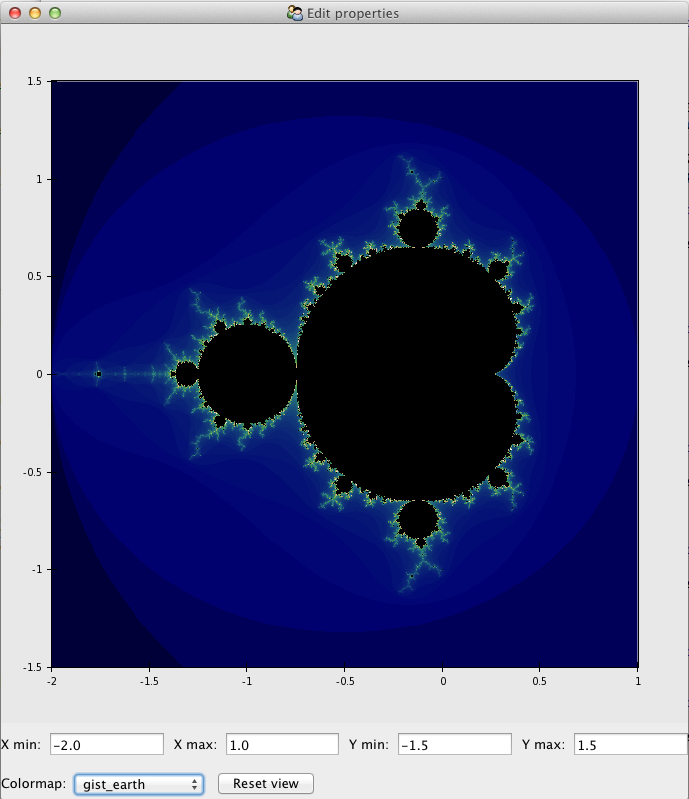 Edit properties
1.5
1
0.5
0
-0.5
-1
-1.5
-2 -1.5 -1 -0.5 0 0.5 1
X min: -2.0 X max: 1.0 Y min: -1.5 Y max: 1.5
Colormap: gist_earth Reset view